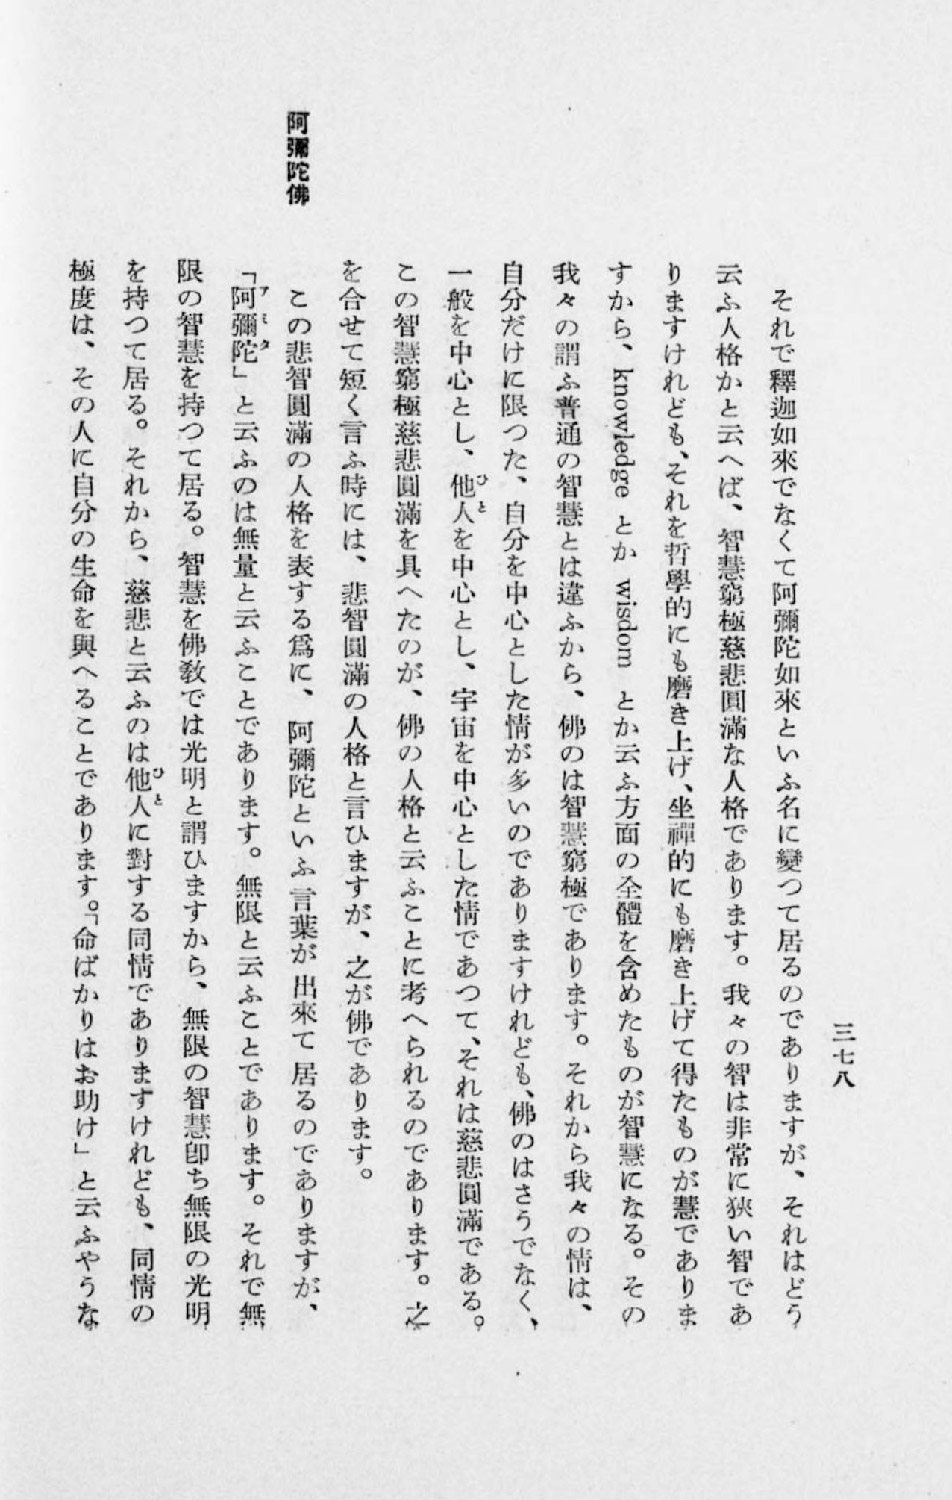 三七八
それで釋迦如來でなくて阿彌陀如來といふ名に變つて居るのでありますが、それはどう
云ふ人格かと云へば、智慧窮極慈悲圓滿な人格であります。我々の智は非常に狹い智であ
りますけれども、それを哲學的にも磨き上げ、坐禪的にも磨き上げて得たものが慧でありま
すから、knowledge とか wisdom とか云ふ方面の全體を含めたものが智慧になる。その
我々の謂ふ普通の智慧とは違ふから、佛のは智慧窮極であります。それから我々の情は、
自分だけに限つた、自分を中心とした情が多いのでありますけれども、佛のはさうでなく、
一般を中心とし、他人を中心とし、宇宙を中心とした情であつて、それは慈悲圓滿である。
この智慧窮極慈悲圓滿を具へたのが、佛の人格と云ふことに考へられるのであります。之
を合せて短く言ふ時には、悲智圓滿の人格と言ひますが、之が佛であります。
阿彌陀佛
この悲智圓滿の人格を表する爲に、阿彌陀といふ言葉が出來て居るのでありますが、
「阿彌陀」と云ふのは無量と云ふことであります。無限と云ふことであります。それで無
限の智慧を持つて居る。智慧を佛教では光明と謂ひますから、無限の智慧卽ち無限の光明
を持つて居る。それから、慈悲と云ふのは他人に對する同情でありますけれども、同情の
極度は、その人に自分の生命を與へることであります。「命ばかりはお助け」と云ふやうな